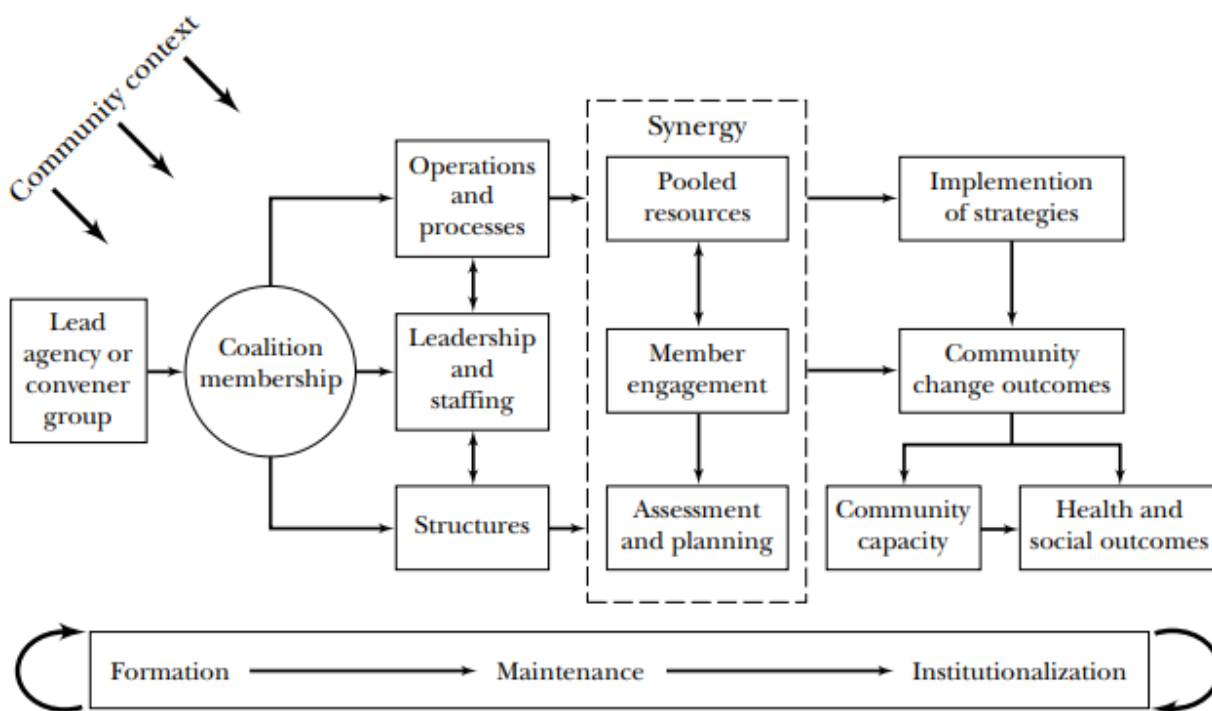 Community context
Lead
agency or
convener
group
Coalition
membership
Operations
and
processes
Leadership
and
staffing
Structures
Synergy
Pooled
resources
Member
engagement
Assessment
and planning
Implemention
of strategies
Community
change outcomes
Community
capacity
Health and
social outcomes
Formation
Maintenance
Institutionalization